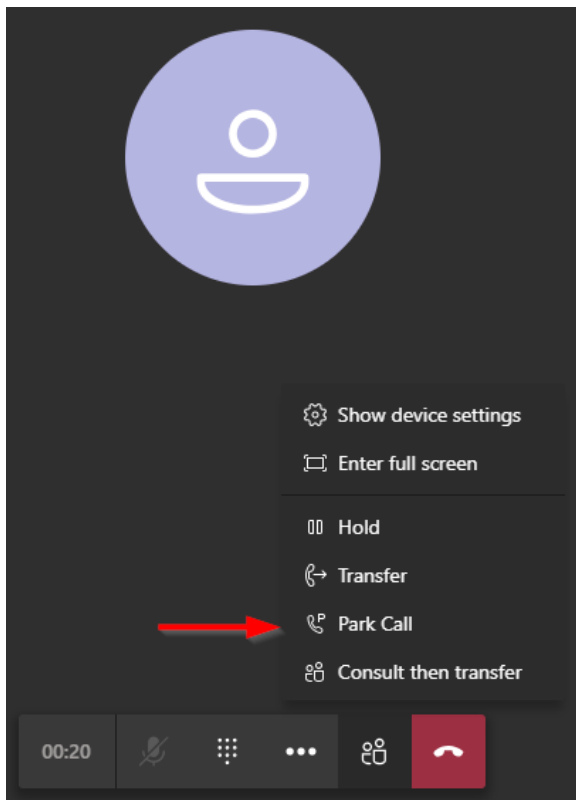 Show device settings
Enter full screen
Hold
Transfer
Park Call
Consult then transfer
00:20